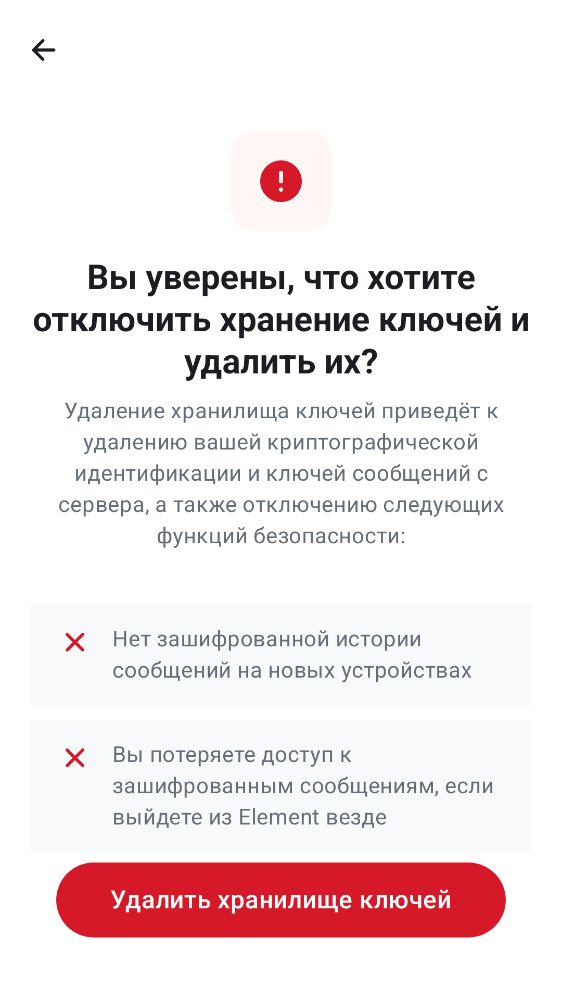 Вы уверены, что хотите
отключить хранение ключей и
удалить их?
Удаление хранилища ключей приведёт к
удалению вашей криптографической
идентификации и ключей сообщений с
сервера, а также отключению следующих
функций безопасности:
Нет зашифрованной истории
сообщений на новых устройствах
Вы потеряете доступ к
зашифрованным сообщениям, если
выйдете из Element везде
Удалить хранилище ключей